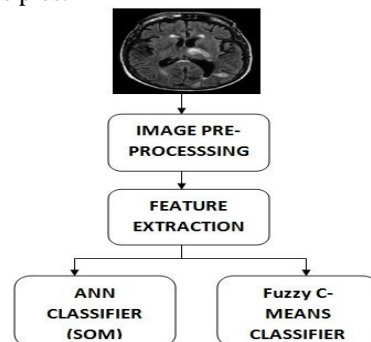 IMAGE PRE-
PROCESSSING
FEATURE
EXTRACTION
ANN
CLASSIFIER
(SOM)
Fuzzy C-
MEANS
CLASSIFIER